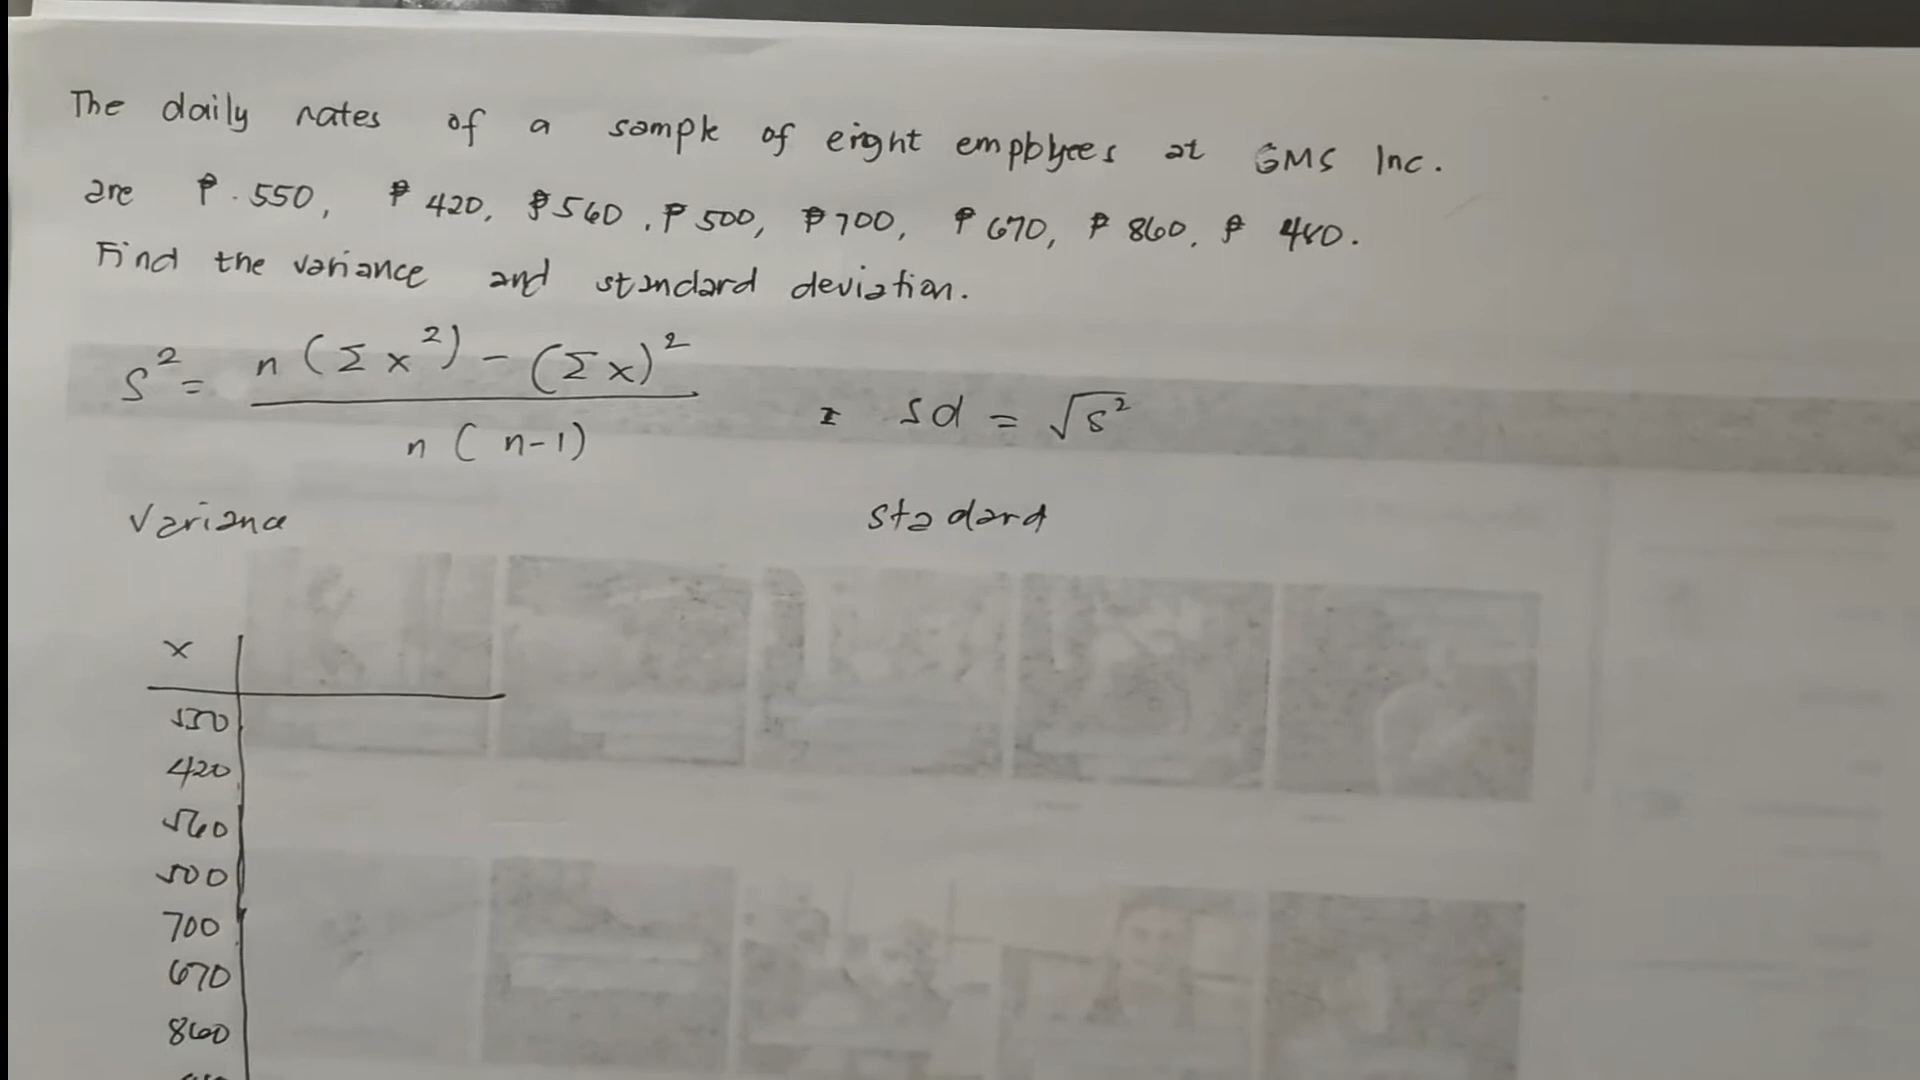 The daily rates of a sample of eight employees at GMS Inc.
are ₱.550, ₱420, ₱560, ₱500, ₱700, ₱670, ₱860, ₱480.
Find the variance and standard deviation.
s² = n(Σx²) - (Σx)² / n(n-1) sd = √s²
Variance stadard
x
550
420
560
500
700
670
860